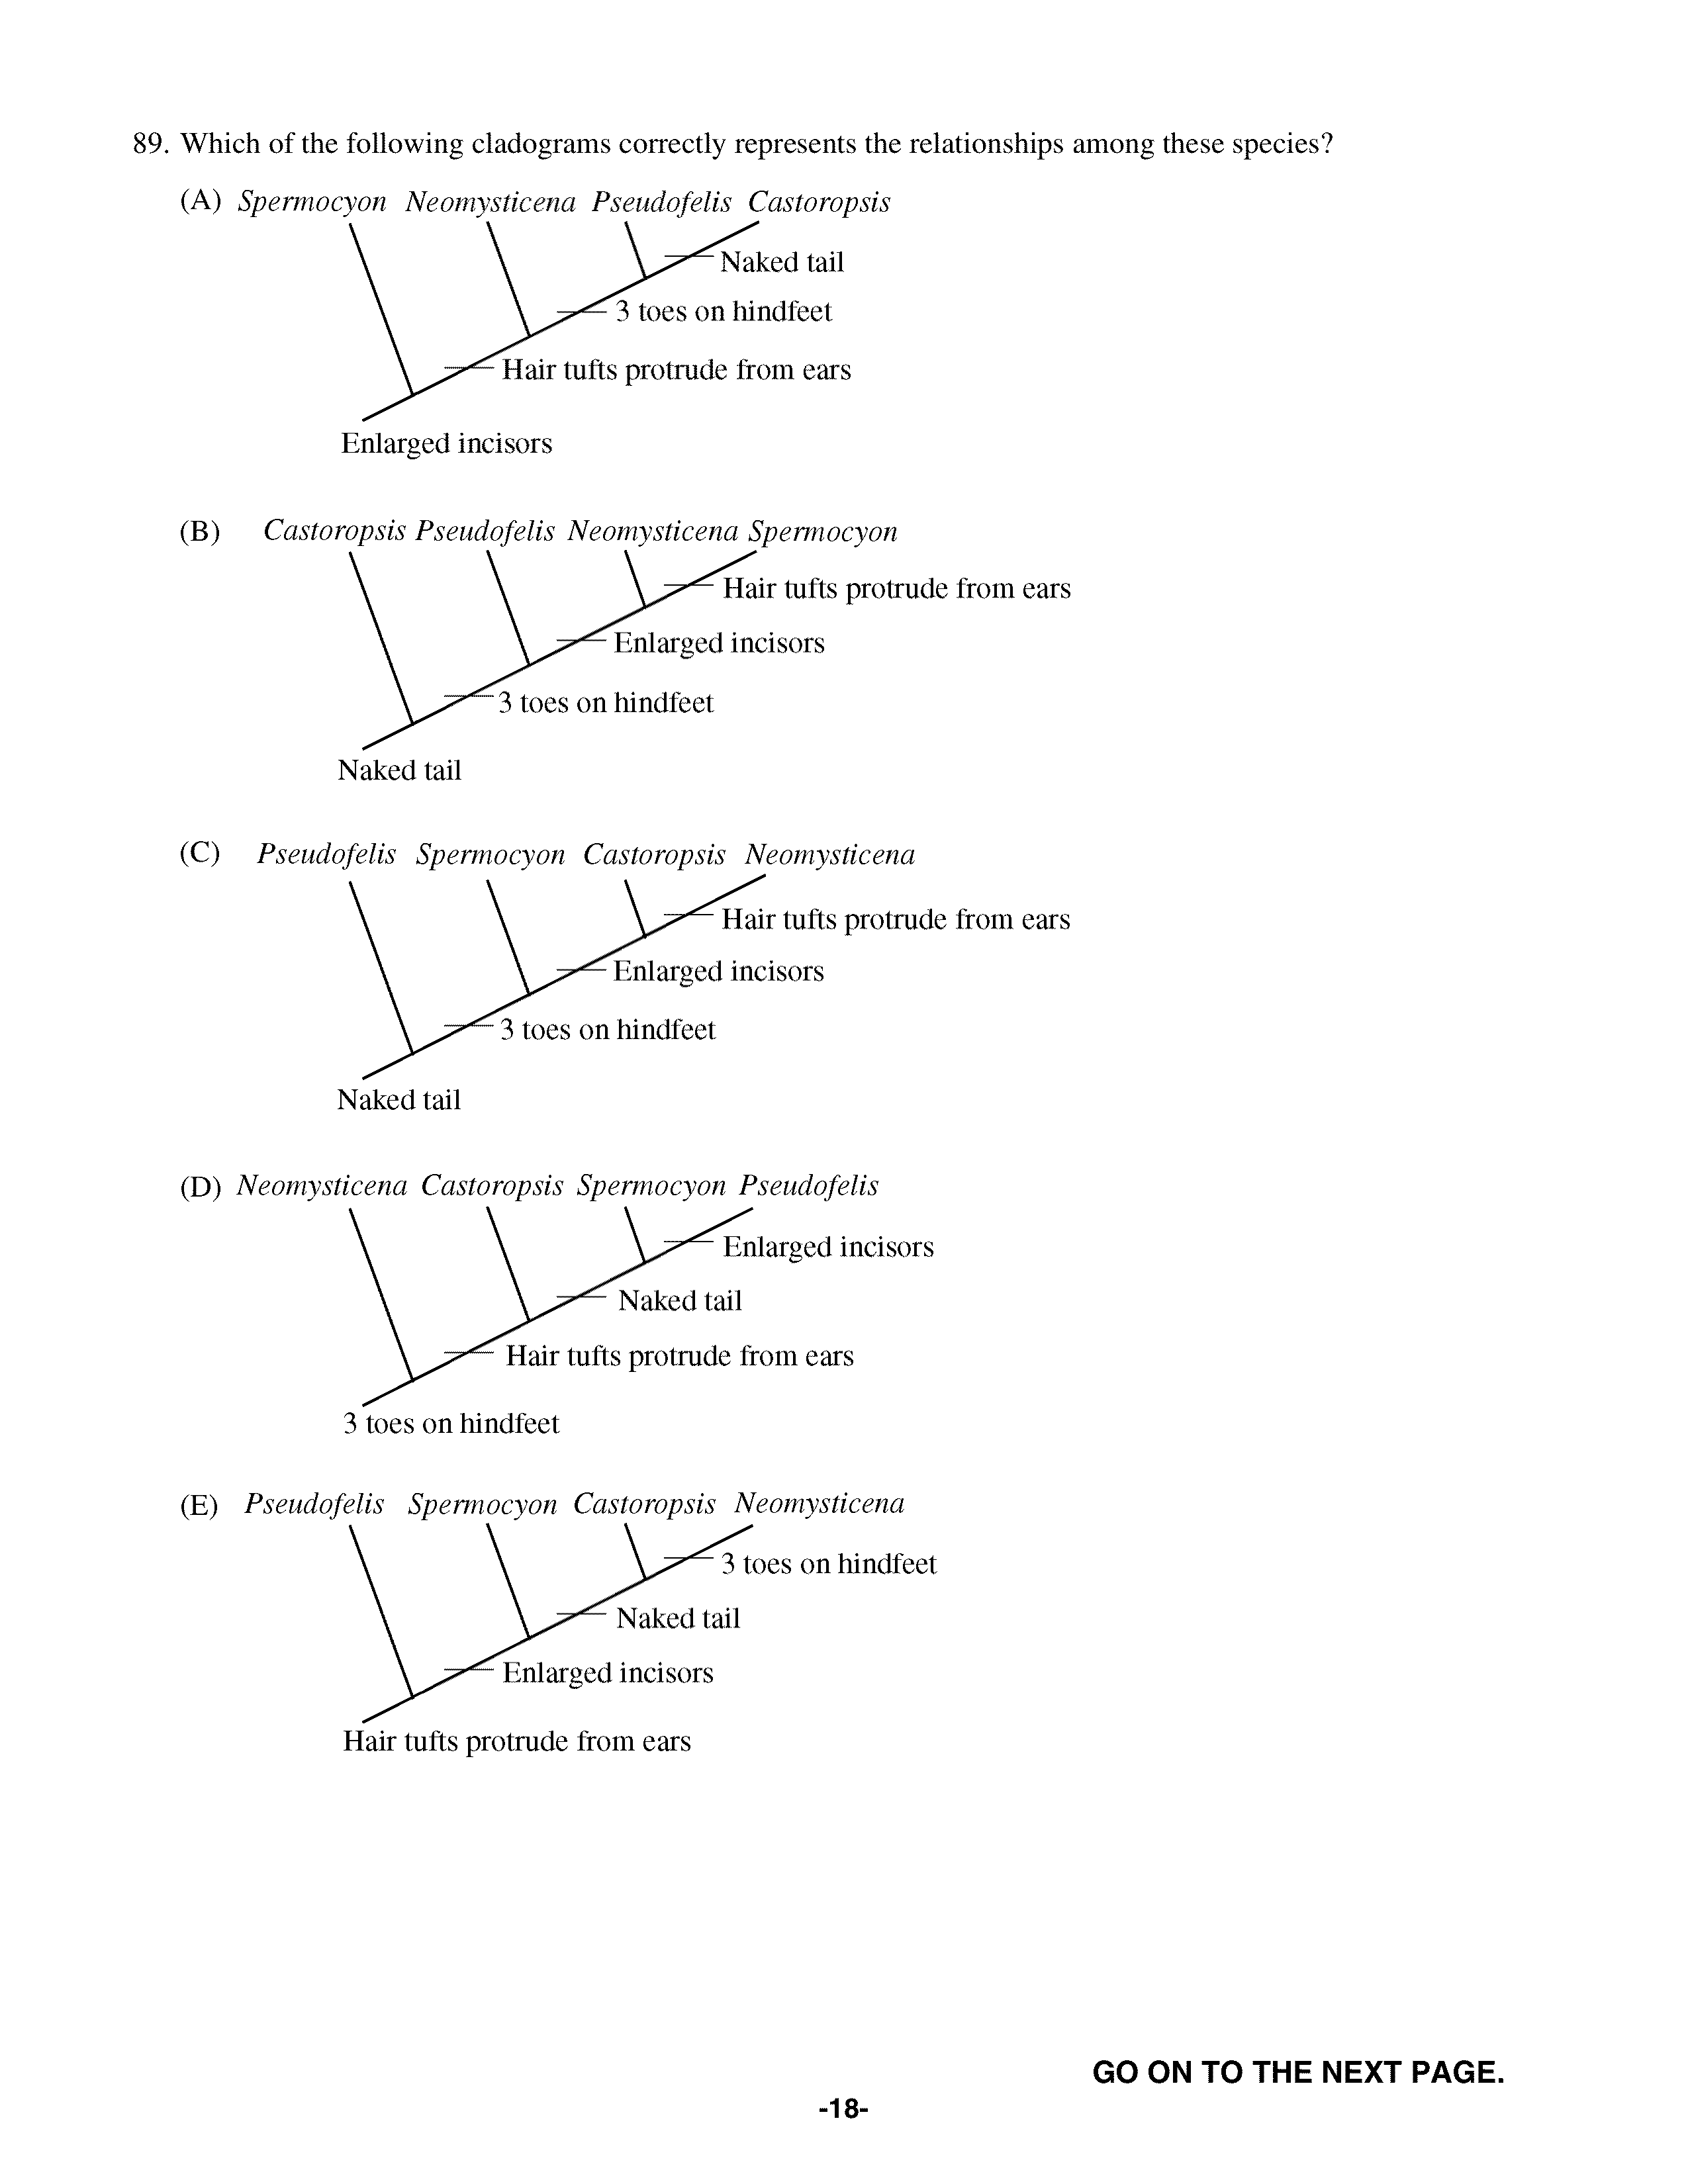 89. Which of the following cladograms correctly represents the relationships among these species?
(A) Spermocyon Neomysticena Pseudofelis Castoropsis
Naked tail
3 toes on hindfeet
Hair tufts protrude from ears
Enlarged incisors
(B) Castoropsis Pseudofelis Neomysticena Spermocyon
Hair tufts protrude from ears
Enlarged incisors
3 toes on hindfeet
Naked tail
(C) Pseudofelis Spermocyon Castoropsis Neomysticena
Hair tufts protrude from ears
Enlarged incisors
3 toes on hindfeet
Naked tail
(D) Neomysticena Castoropsis Spermocyon Pseudofelis
Enlarged incisors
Naked tail
Hair tufts protrude from ears
3 toes on hindfeet
(E) Pseudofelis Spermocyon Castoropsis Neomysticena
3 toes on hindfeet
Naked tail
Enlarged incisors
Hair tufts protrude from ears
GO ON TO THE NEXT PAGE.
-18-